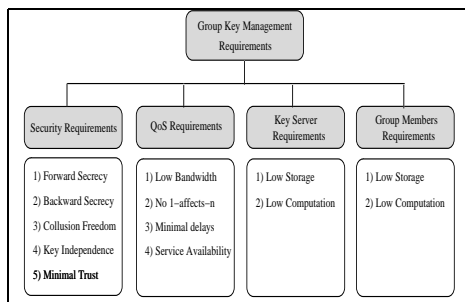 Group Key Management
Requirements
Security Requirements
QoS Requirements
Key Server
Requirements
Group Members
Requirements
1) Forward Secrecy
2) Backward Secrecy
3) Collusion Freedom
4) Key Independence
5) Minimal Trust
1) Low Bandwidth
2) No 1−affects−n
3) Minimal delays
4) Service Availability
1) Low Storage
2) Low Computation
1) Low Storage
2) Low Computation